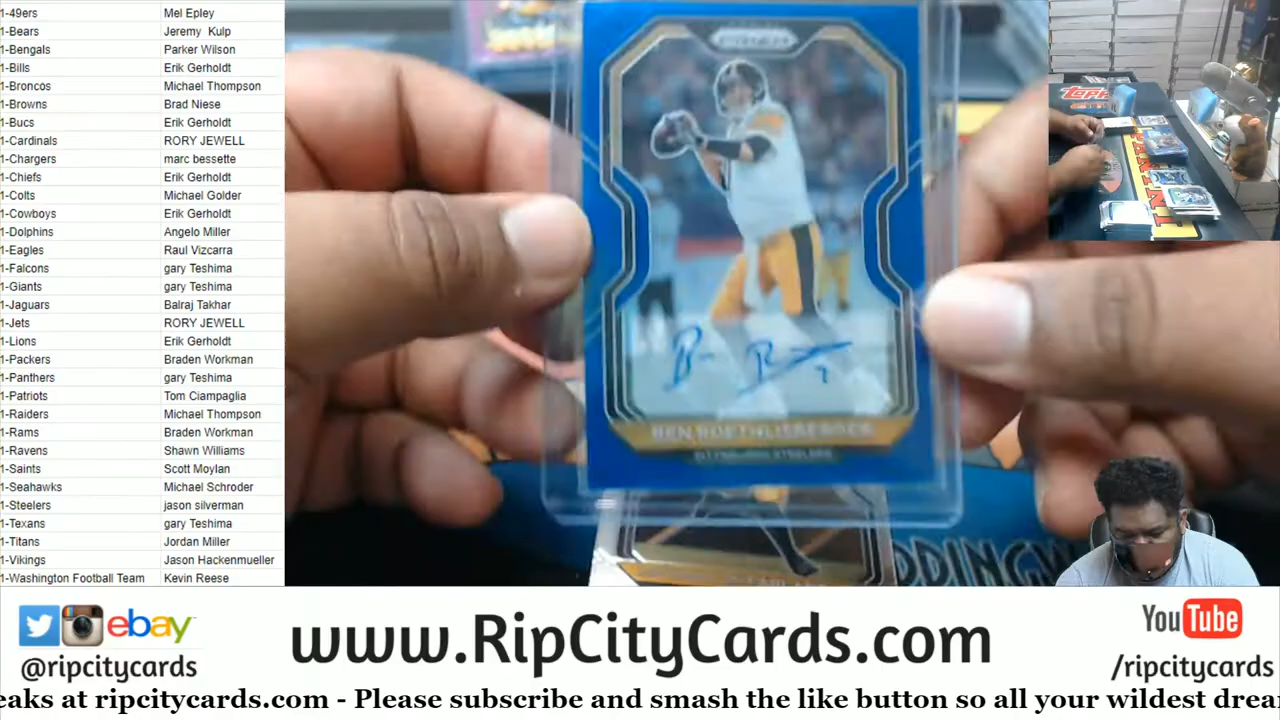 1-49ers Mel Epley
1-Bears Jeremy Kulp
1-Bengals Parker Wilson
1-Bills Erik Gerholdt
1-Broncos Michael Thompson
1-Browns Brad Niese
1-Bucs Erik Gerholdt
1-Cardinals RORY JEWELL
1-Chargers marc bessette
1-Chiefs Erik Gerholdt
1-Colts Michael Golder
1-Cowboys Erik Gerholdt
1-Dolphins Angelo Miller
1-Eagles Raul Vizcarra
1-Falcons gary Teshima
1-Giants gary Teshima
1-Jaguars Balraj Takhar
1-Jets RORY JEWELL
1-Lions Erik Gerholdt
1-Packers Braden Workman
1-Panthers gary Teshima
1-Patriots Tom Ciampaglia
1-Raiders Michael Thompson
1-Rams Braden Workman
1-Ravens Shawn Williams
1-Saints Scott Moylan
1-Seahawks Michael Schroder
1-Steelers jason silverman
1-Texans gary Teshima
1-Titans Jordan Miller
1-Vikings Jason Hackenmueller
1-Washington Football Team Kevin Reese
PRIZM
BEN ROETHLISBERGER
PITTSBURGH STEELERS
Topps
ebay
@ripcitycards
www.RipCityCards.com
YouTube
/ripcitycards
eaks at ripcitycards.com - Please subscribe and smash the like button so all your wildest drea